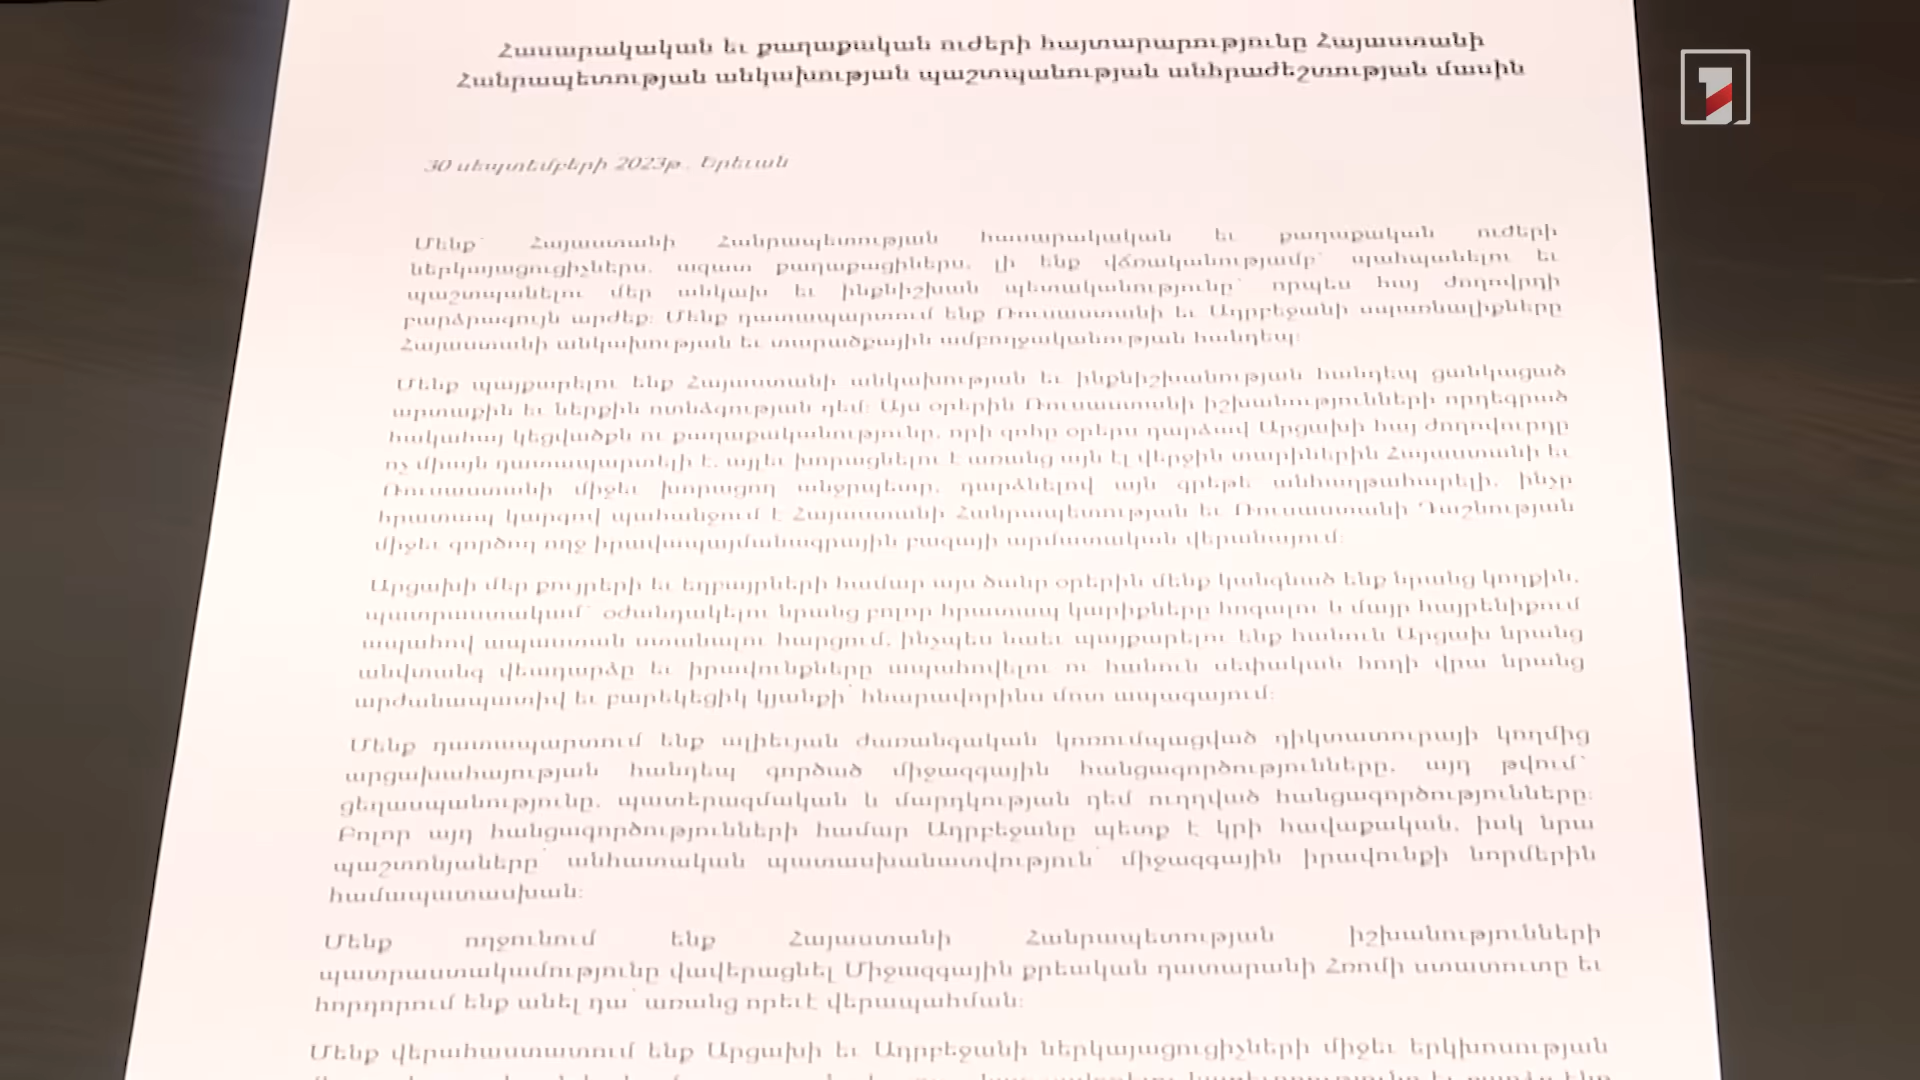 Հասարակական եւ քաղաքական ուժերի հայտարարությունը Հայաստանի
Հանրապետության անկախության պաշտպանության անհրաժեշտության մասին
30 սեպտեմբերի 2023թ., Երեւան
Մենք՝ Հայաստանի Հանրապետության հասարակական եւ քաղաքական ուժերի
ներկայացուցիչներս, ազատ քաղաքացիներս, լի ենք վճռականությամբ՝ պահպանելու եւ
պաշտպանելու մեր անկախ եւ ինքնիշխան պետականությունը՝ որպես հայ ժողովրդի
բարձրագույն արժեք: Մենք դատապարտում ենք Ռուսաստանի եւ Ադրբեջանի սպառնալիքները
Հայաստանի անկախության եւ տարածքային ամբողջականության հանդեպ:
Մենք պայքարելու ենք Հայաստանի անկախության եւ ինքնիշխանության հանդեպ ցանկացած
արտաքին եւ ներքին ոտնձգության դեմ: Այս օրերին Ռուսաստանի իշխանությունների որդեգրած
հակահայ կեցվածքն ու քաղաքականությունը, որի զոհը օրերս դարձավ Արցախի հայ ժողովուրդը
ոչ միայն դատապարտելի է, այլեւ խորացնելու է առանց այն էլ վերջին տարիներին Հայաստանի եւ
Ռուսաստանի միջեւ խորացող անջրպետը, դարձնելով այն գրեթե անհաղթահարելի, ինչը
հրատապ կարգով պահանջում է Հայաստանի Հանրապետության եւ Ռուսաստանի Դաշնության
միջեւ գործող ողջ իրավապայմանագրային բազայի արմատական վերանայում:
Արցախի մեր քույրերի եւ եղբայրների համար այս ծանր օրերին մենք կանգնած ենք նրանց կողքին,
պատրաստակամ՝ օժանդակելու նրանց բոլոր հրատապ կարիքները հոգալու և մայր հայրենիքում
ապահով ապաստան ստանալու հարցում, ինչպես նաեւ պայքարելու ենք հանուն Արցախ նրանց
անվտանգ վեադարձը եւ իրավունքները ապահովելու ու հանուն սեփական հողի վրա նրանց
արժանապատիվ եւ բարեկեցիկ կյանքի՝ հնարավորինս մոտ ապագայում:
Մենք դատապարտում ենք ալիեւյան ժառանգական կոռումպացված դիկտատուրայի կողմից
արցախահայության հանդեպ գործած միջազգային հանցագործությունները, այդ թվում՝
ցեղասպանությունը, պատերազմական և մարդկության դեմ ուղղված հանցագործությունները:
Բոլոր այդ հանցագործությունների համար Ադրբեջանը պետք է կրի հավաքական, իսկ նրա
պաշտոնյաները՝ անհատական պատասխանատվություն՝ միջազգային իրավունքի նորմերին
համապատասխան:
Մենք ողջունում ենք Հայաստանի Հանրապետության իշխանությունների
պատրաստակամությունը վավերացնել Միջազգային քրեական դատարանի Հռոմի ստատուտը եւ
հորդորում ենք անել դա՝ առանց որեւէ վերապահման:
Մենք վերահաստատում ենք Արցախի եւ Ադրբեջանի ներկայացուցիչների միջեւ երկխոսության